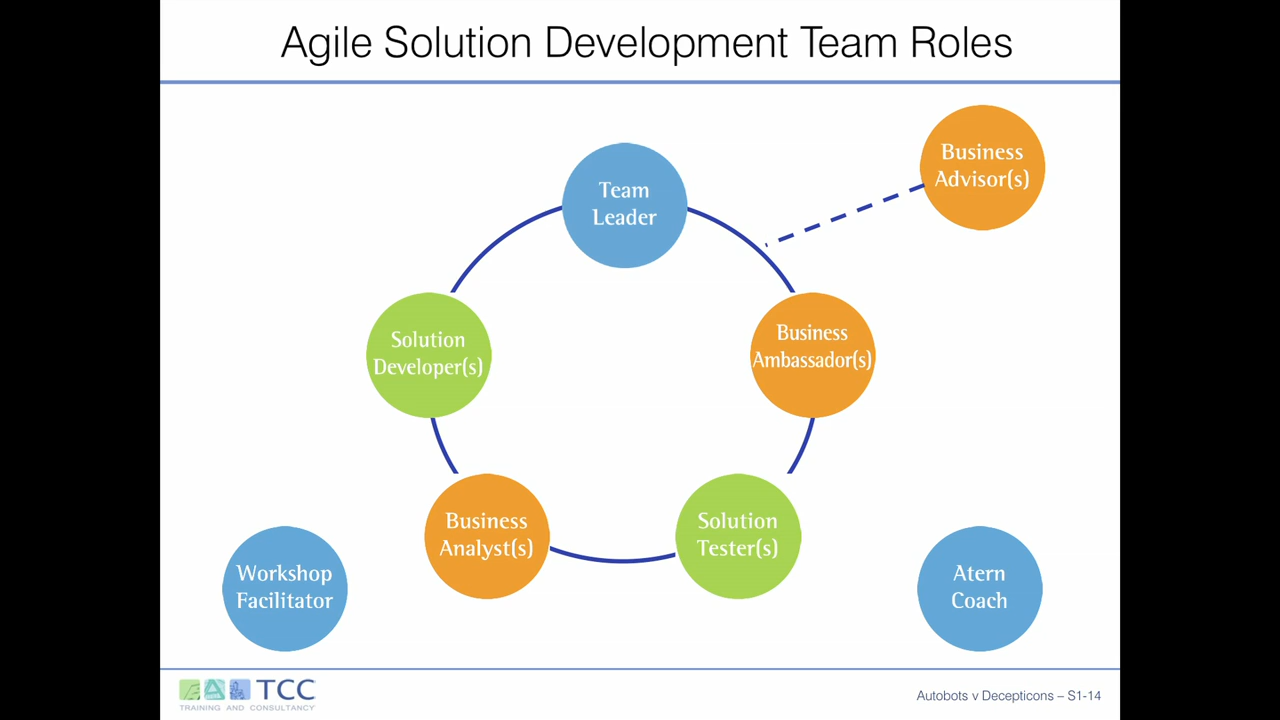 Agile Solution Development Team Roles
Business
Advisor(s)
Team
Leader
Solution
Developer(s)
Business
Ambassador(s)
Business
Analyst(s)
Solution
Tester(s)
Workshop
Facilitator
Atern
Coach
TCC
TRAINING AND CONSULTANCY
Autobots v Decepticons – S1-14